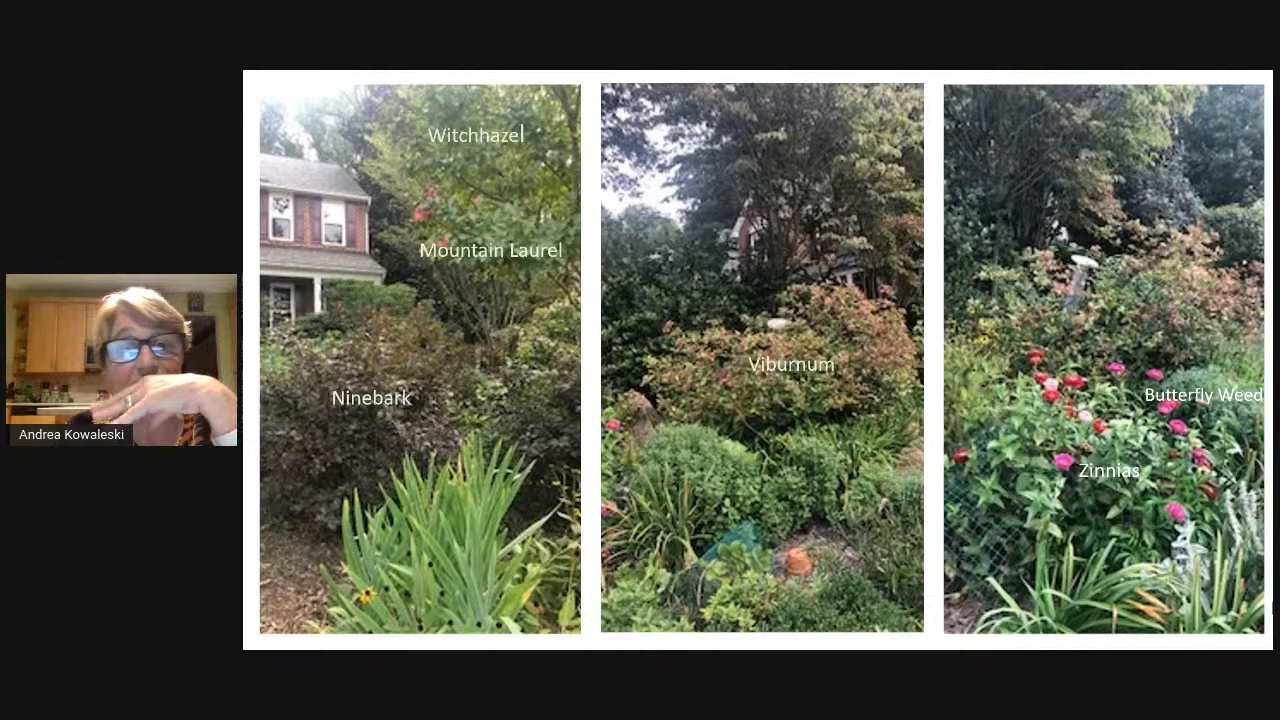 Andrea Kowaleski
Witchhazel
Mountain Laurel
Ninebark
Viburnum
Butterfly Weed
Zinnias